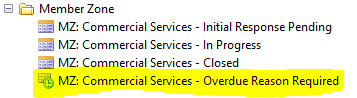 Member Zone
MZ: Commercial Services - Initial Response Pending
MZ: Commercial Services - In Progress
MZ: Commercial Services - Closed
MZ: Commercial Services - Overdue Reason Required